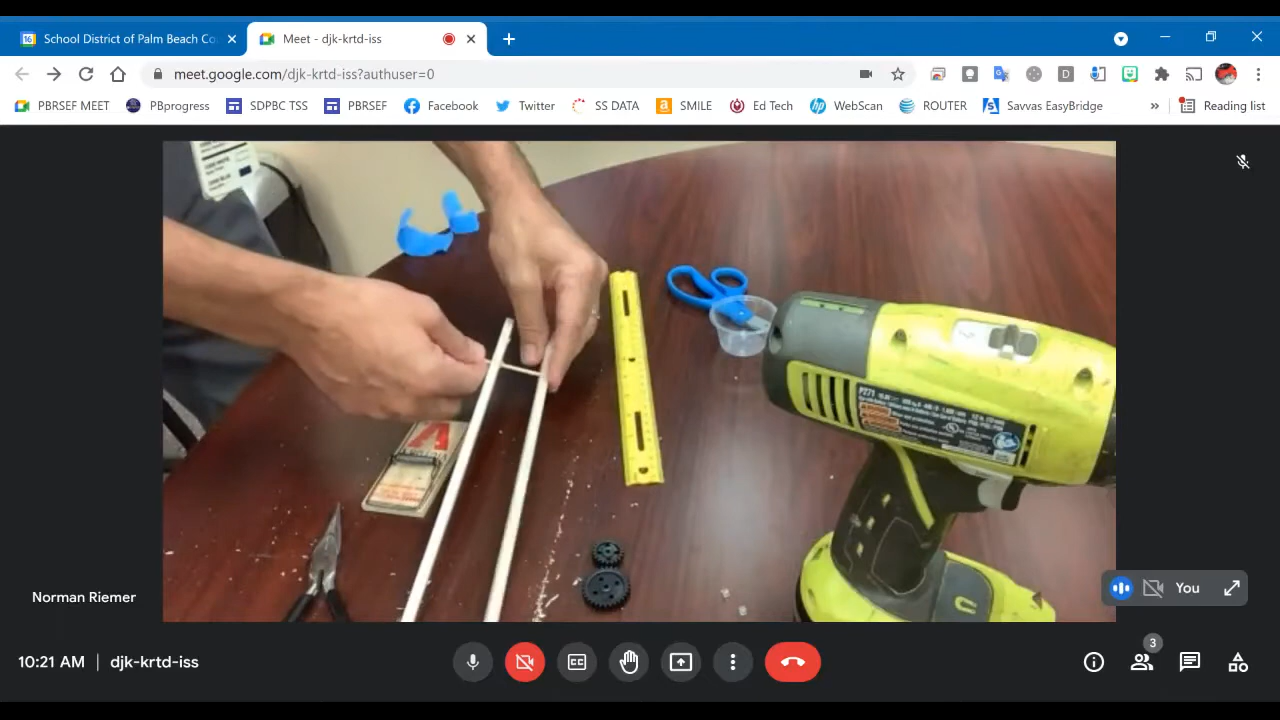 School District of Palm Beach Co
Meet - djk-krtd-iss
meet.google.com/djk-krtd-iss?authuser=0
PBRSEF MEET PBprogress SDPBC TSS PBRSEF Facebook Twitter SS DATA SMILE Ed Tech WebScan ROUTER Savvas EasyBridge » Reading list
P271
Norman Riemer
You
10:21 AM | djk-krtd-iss
3